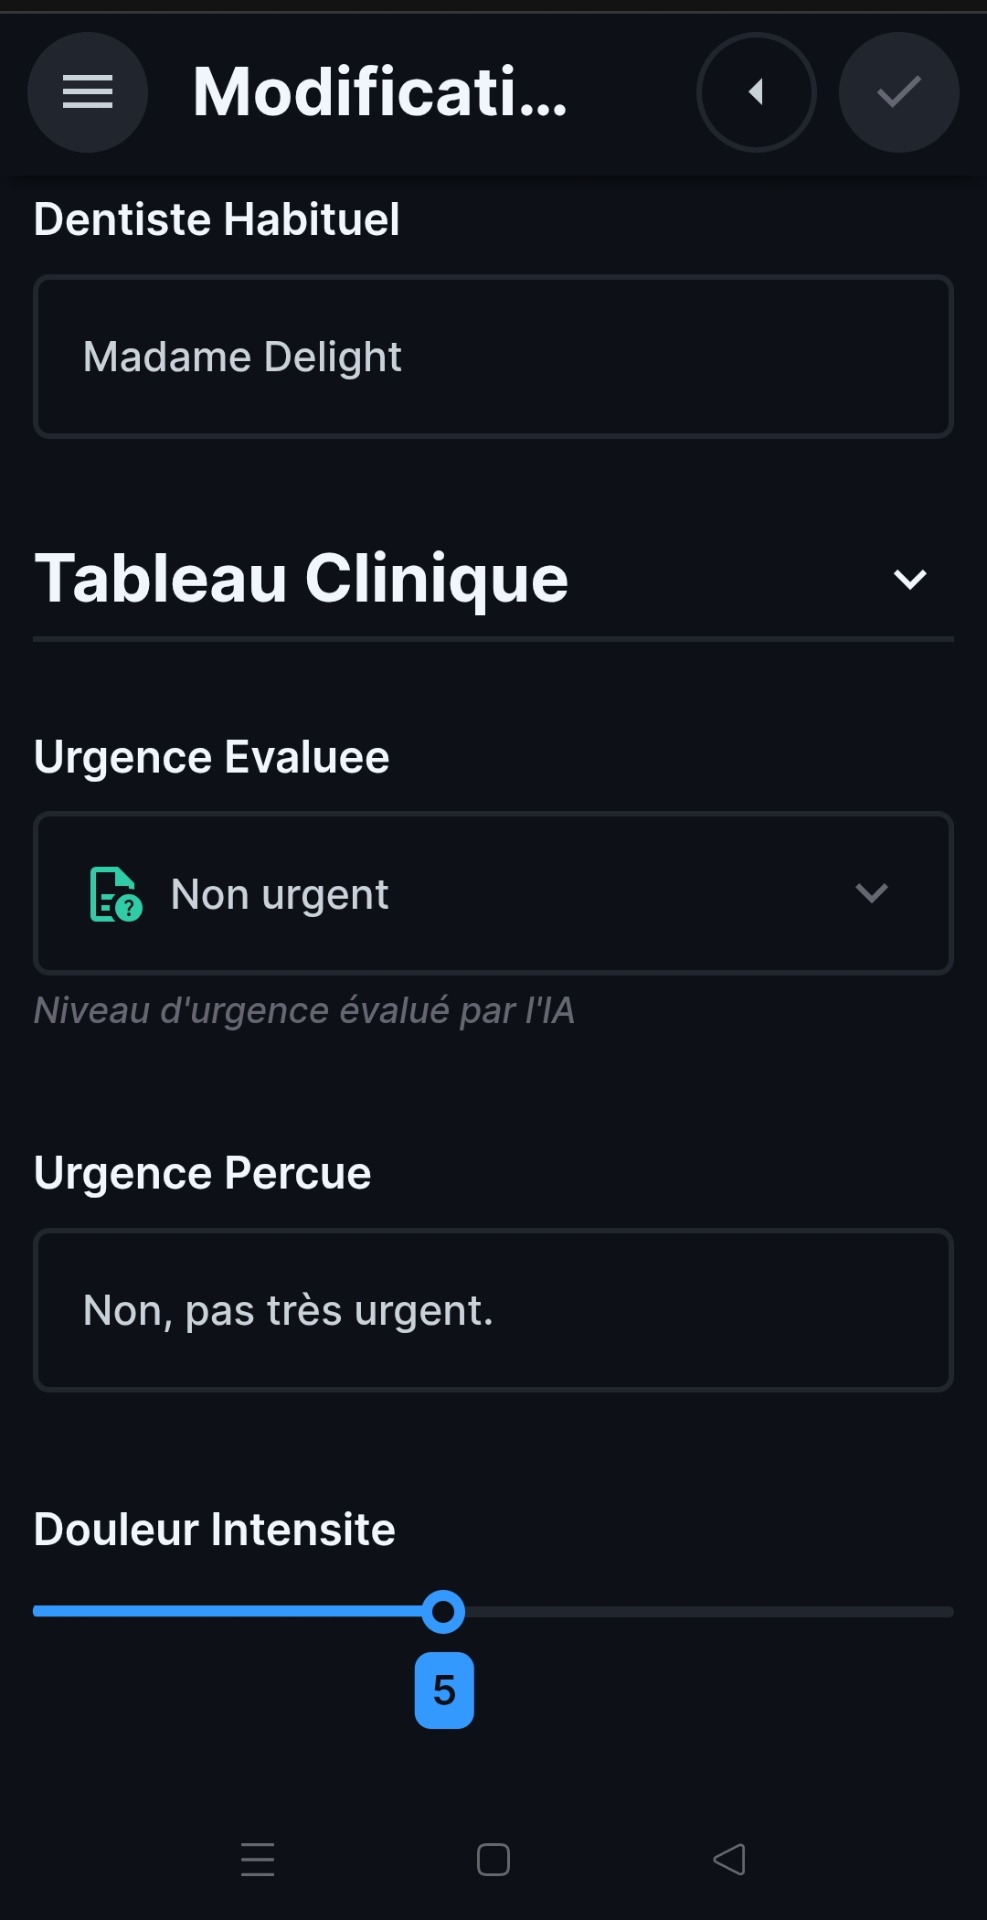 Modificati...
Dentiste Habituel
Madame Delight
Tableau Clinique
Urgence Evaluee
Non urgent
Niveau d'urgence évalué par l'IA
Urgence Percue
Non, pas très urgent.
Douleur Intensite
5